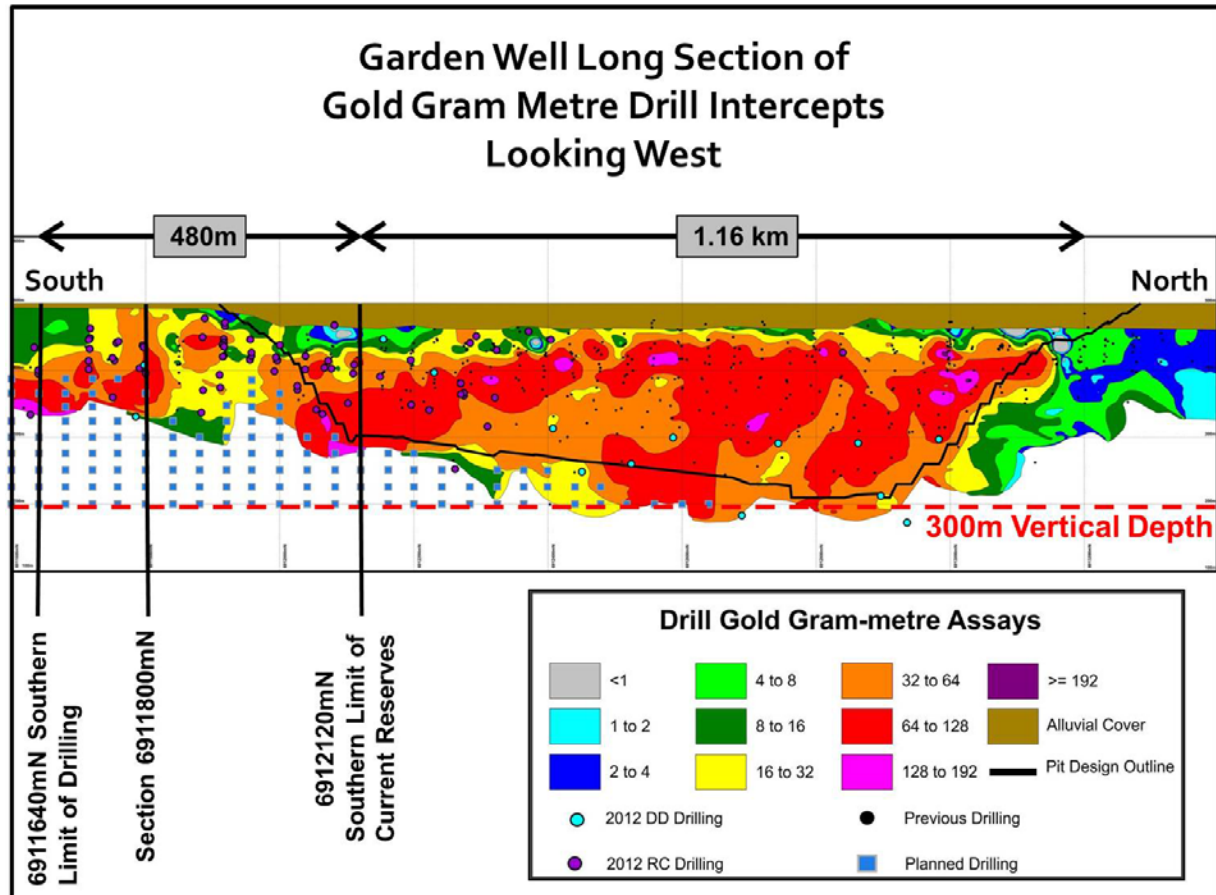 Garden Well Long Section of
Gold Gram Metre Drill Intercepts
Looking West
480m
1.16 km
South
North
300m Vertical Depth
6911640mN Southern
Limit of Drilling
Section 6911800mN
6912120mN
Southern Limit of
Current Reserves
Drill Gold Gram-metre Assays
<1
4 to 8
32 to 64
>= 192
1 to 2
8 to 16
64 to 128
Alluvial Cover
2 to 4
16 to 32
128 to 192
Pit Design Outline
2012 DD Drilling
Previous Drilling
2012 RC Drilling
Planned Drilling